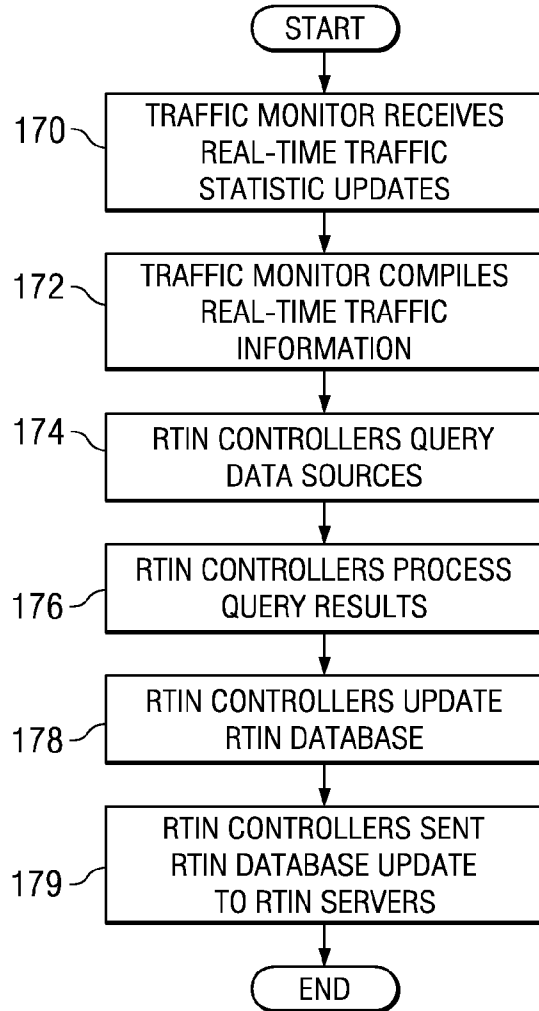 START
170
TRAFFIC MONITOR RECEIVES
REAL-TIME TRAFFIC
STATISTIC UPDATES
172
TRAFFIC MONITOR COMPILES
REAL-TIME TRAFFIC
INFORMATION
174
RTIN CONTROLLERS QUERY
DATA SOURCES
176
RTIN CONTROLLERS PROCESS
QUERY RESULTS
178
RTIN CONTROLLERS UPDATE
RTIN DATABASE
179
RTIN CONTROLLERS SENT
RTIN DATABASE UPDATE
TO RTIN SERVERS
END